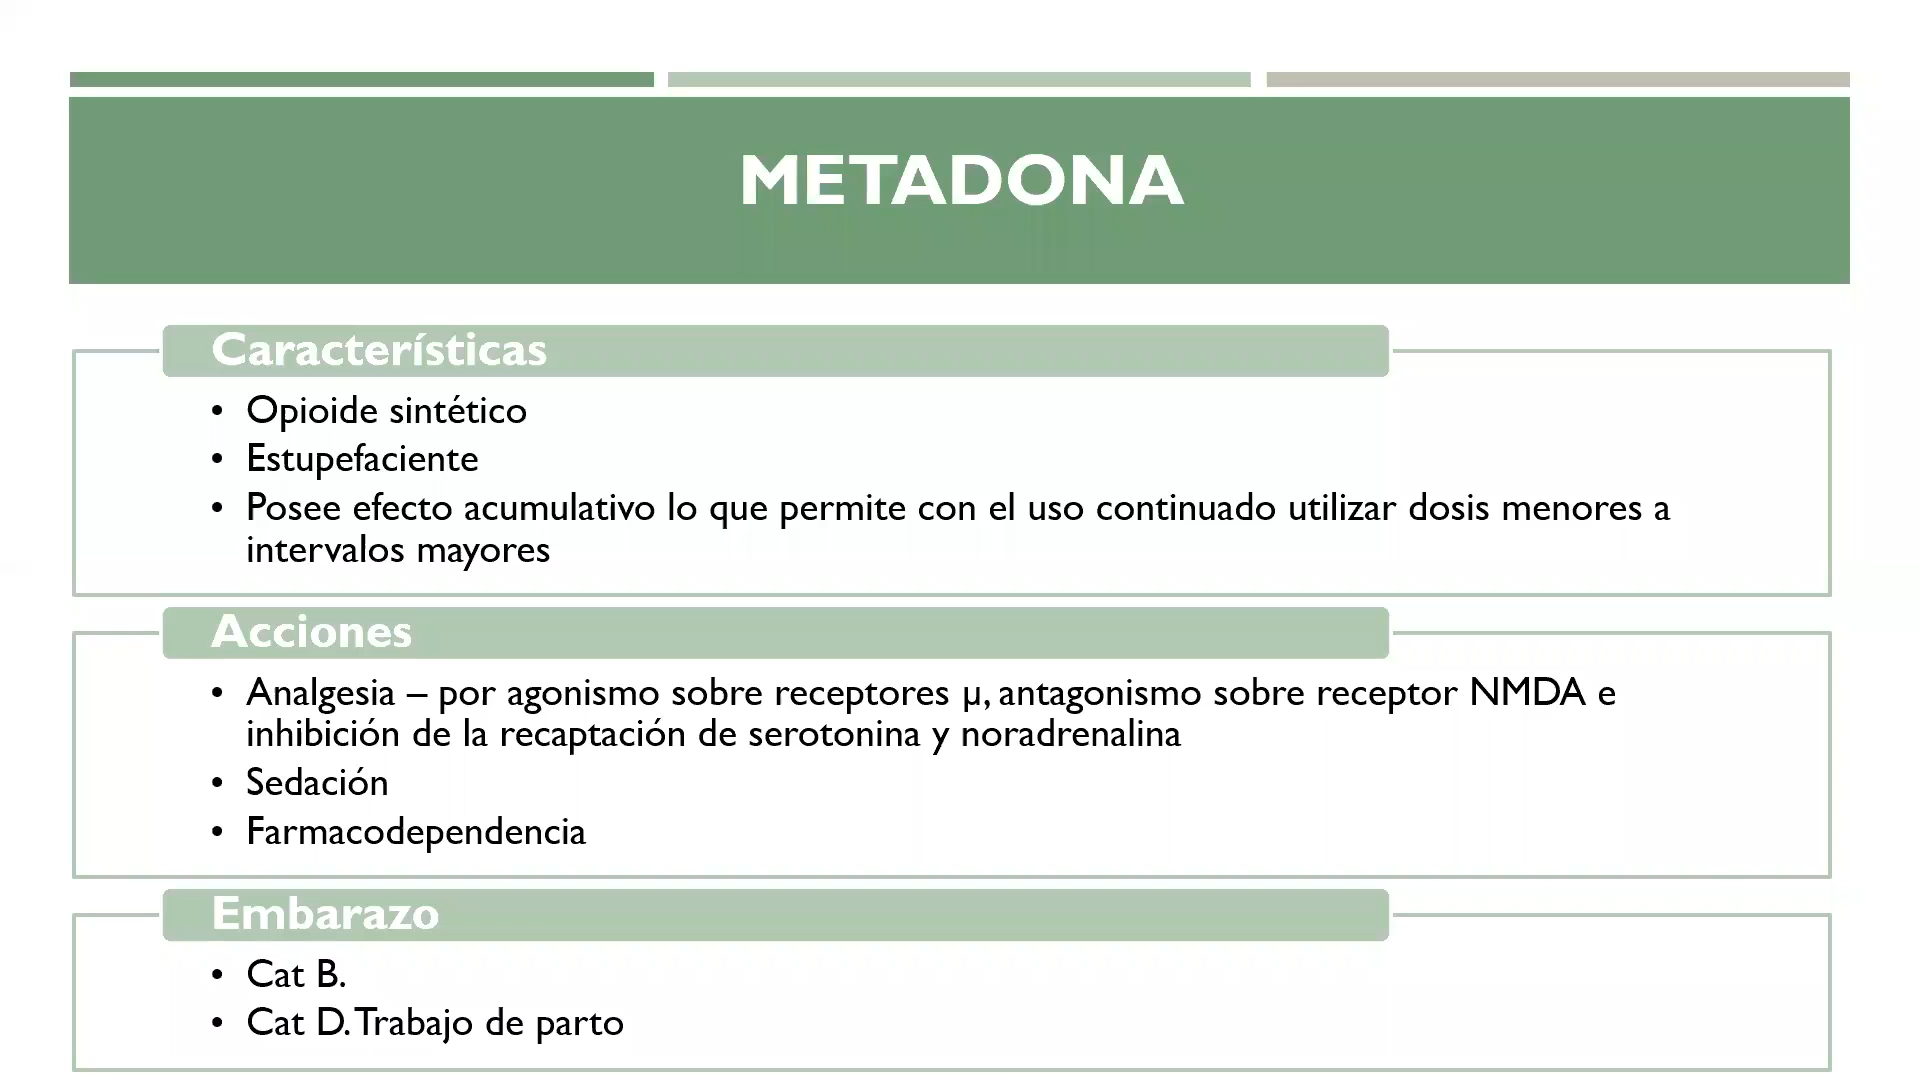 METADONA
Características
• Opioide sintético
• Estupefaciente
• Posee efecto acumulativo lo que permite con el uso continuado utilizar dosis menores a
intervalos mayores
Acciones
• Analgesia – por agonismo sobre receptores µ, antagonismo sobre receptor NMDA e
inhibición de la recaptación de serotonina y noradrenalina
• Sedación
• Farmacodependencia
Embarazo
• Cat B.
• Cat D. Trabajo de parto